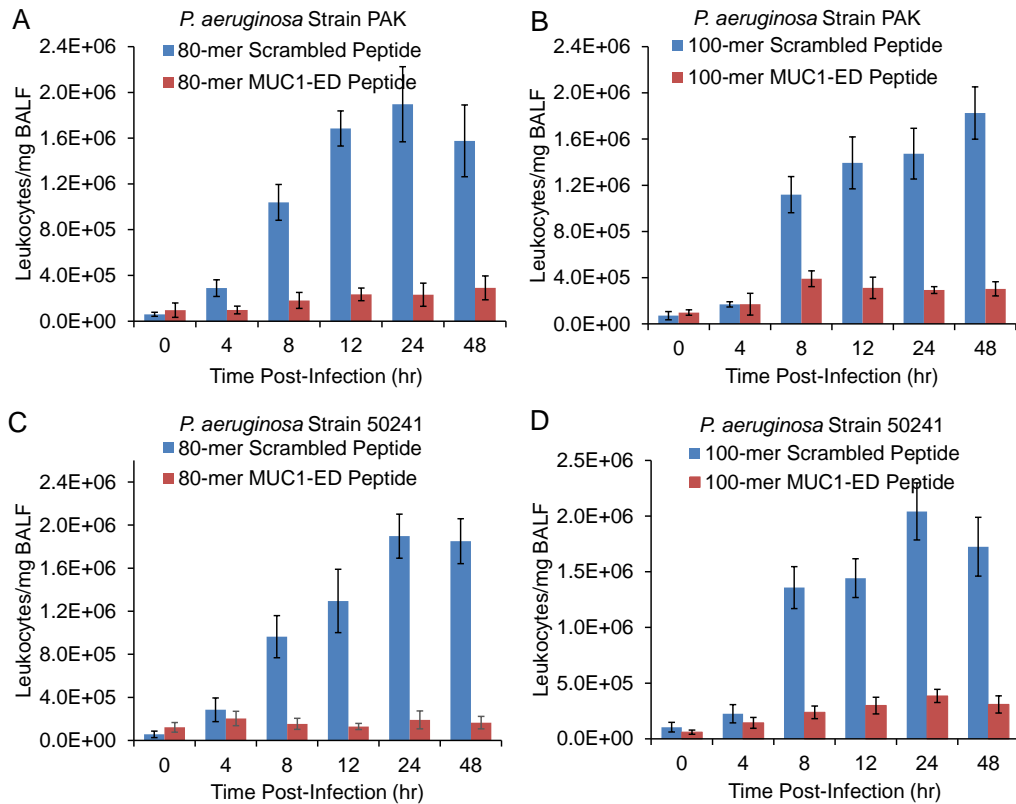 A
P. aeruginosa Strain PAK
80-mer Scrambled Peptide
80-mer MUC1-ED Peptide
Leukocytes/mg BALF
2.4E+06
2.0E+06
1.6E+06
1.2E+06
8.0E+05
4.0E+05
0.0E+00
0 4 8 12 24 48
Time Post-Infection (hr)
B
P. aeruginosa Strain PAK
100-mer Scrambled Peptide
100-mer MUC1-ED Peptide
Leukocytes/mg BALF
2.4E+06
2.0E+06
1.6E+06
1.2E+06
8.0E+05
4.0E+05
0.0E+00
0 4 8 12 24 48
Time Post-Infection (hr)
C
P. aeruginosa Strain 50241
80-mer Scrambled Peptide
80-mer MUC1-ED Peptide
Leukocytes/mg BALF
2.4E+06
2.0E+06
1.6E+06
1.2E+06
8.0E+05
4.0E+05
0.0E+00
0 4 8 12 24 48
Time Post-Infection (hr)
D
P. aeruginosa Strain 50241
100-mer Scrambled Peptide
100-mer MUC1-ED Peptide
Leukocytes/mg BALF
2.5E+06
2.0E+06
1.5E+06
1.0E+06
5.0E+05
0.0E+00
0 4 8 12 24 48
Time Post-Infection (hr)